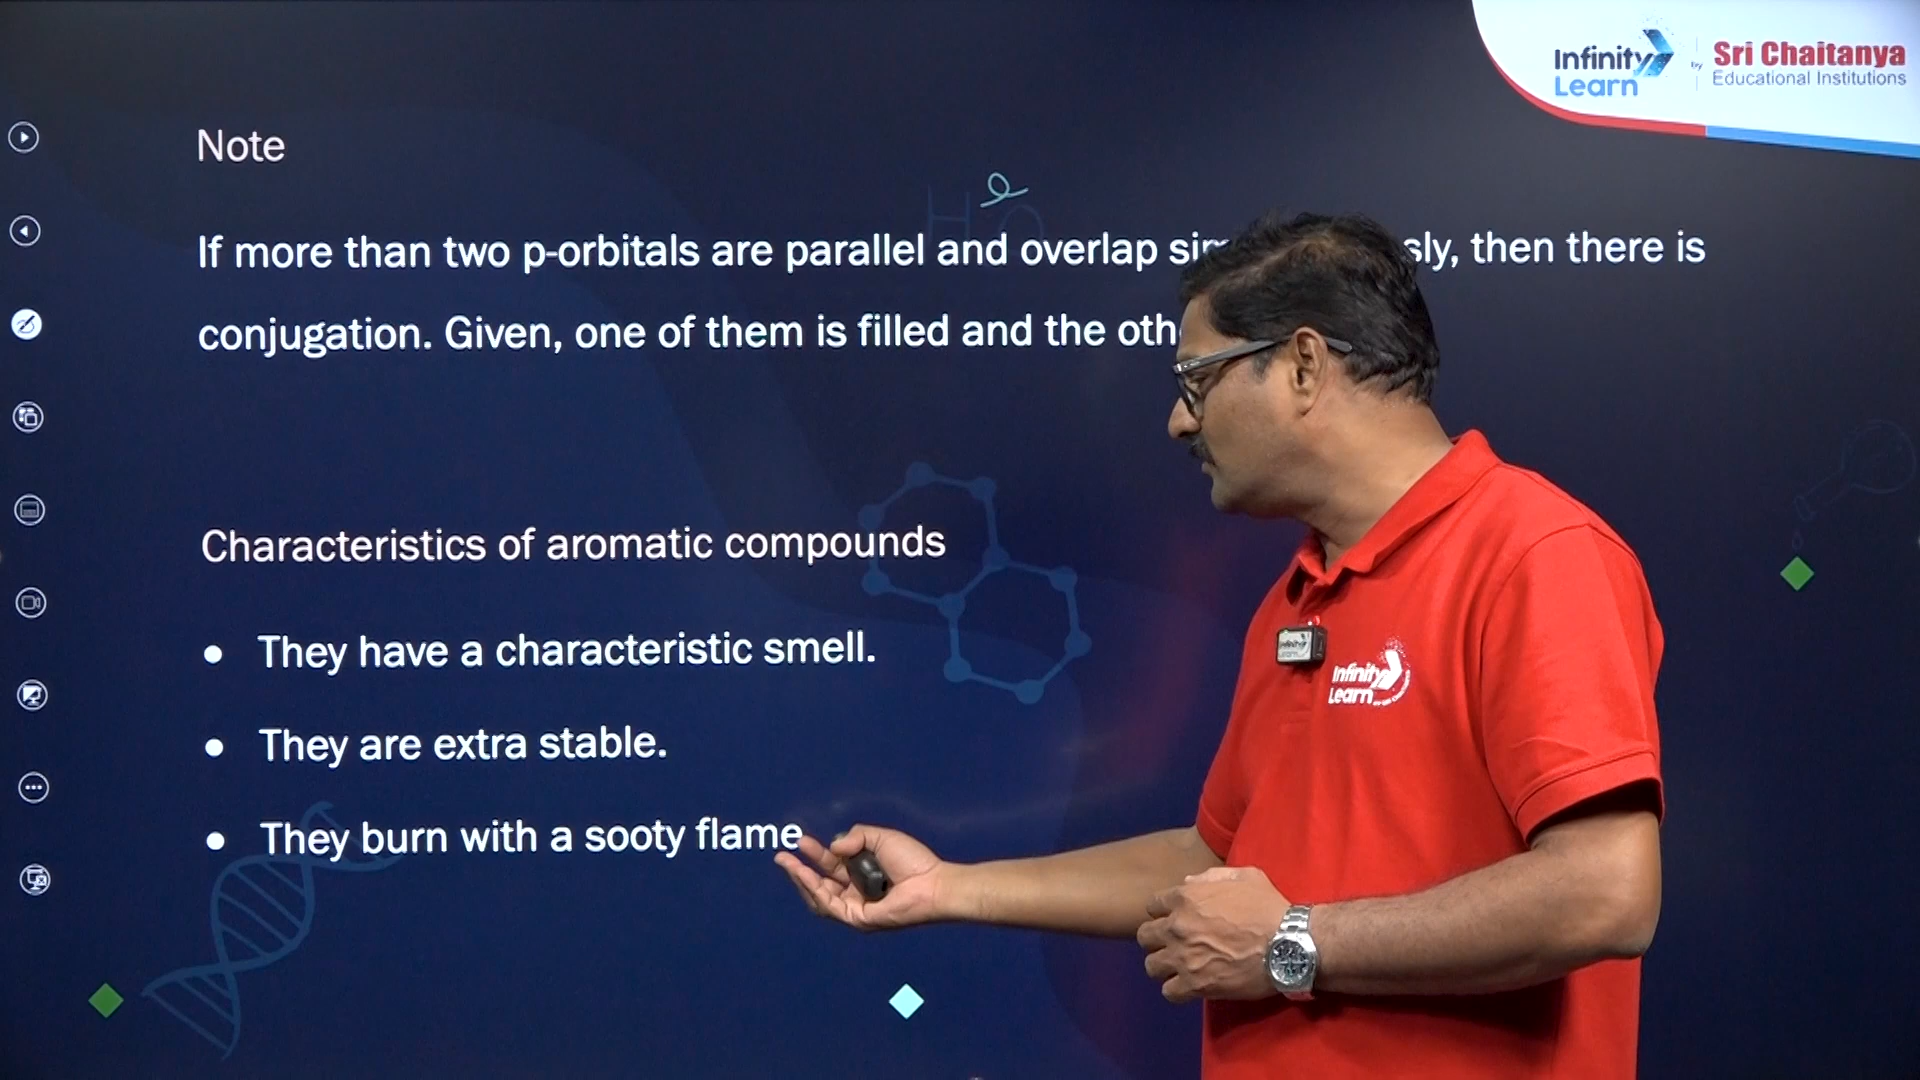 Infinity Learn by Sri Chaitanya
Educational Institutions
Note
If more than two p-orbitals are parallel and overlap sly, then there is
conjugation. Given, one of them is filled and the
Characteristics of aromatic compounds
They have a characteristic smell.
They are extra stable.
They burn with a sooty flame
Infinity
Learn